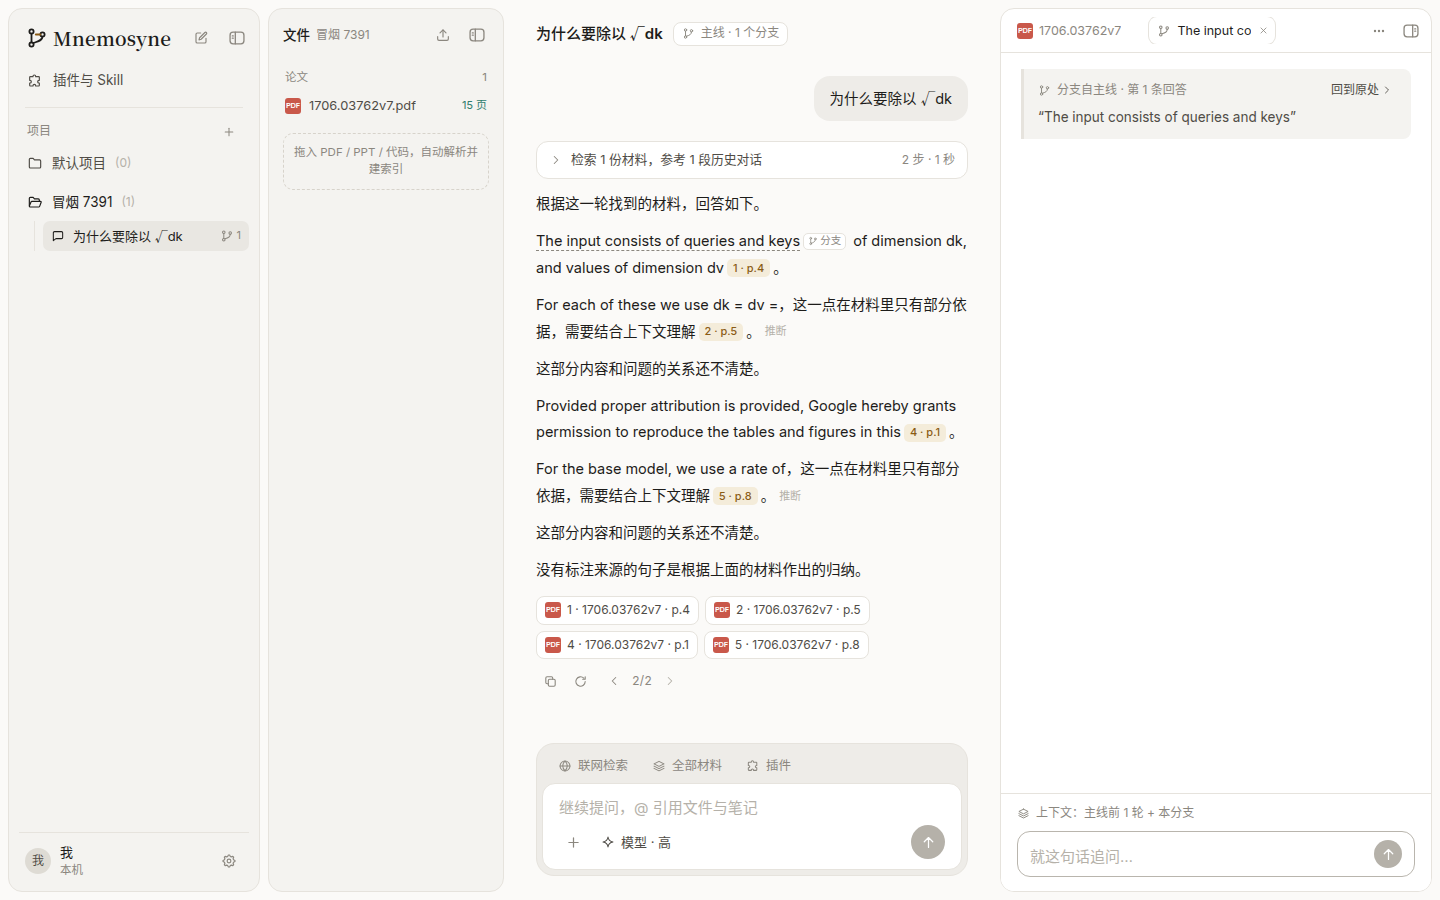 Mnemosyne
插件与 Skill
项目
默认项目 (0)
冒烟 7391 (1)
为什么要除以 √dk 1
我
我
本机
文件 冒烟 7391
论文 1
PDF 1706.03762v7.pdf 15 页
拖入 PDF / PPT / 代码，自动解析并
建索引
为什么要除以 √dk 主线 · 1 个分支
为什么要除以 √dk
检索 1 份材料，参考 1 段历史对话 2 步 · 1 秒
根据这一轮找到的材料，回答如下。
The input consists of queries and keys 分支 of dimension dk,
and values of dimension dv 1 · p.4 。
For each of these we use dk = dv =，这一点在材料里只有部分依
据，需要结合上下文理解 2 · p.5 。 推断
这部分内容和问题的关系还不清楚。
Provided proper attribution is provided, Google hereby grants
permission to reproduce the tables and figures in this 4 · p.1 。
For the base model, we use a rate of，这一点在材料里只有部分
依据，需要结合上下文理解 5 · p.8 。 推断
这部分内容和问题的关系还不清楚。
没有标注来源的句子是根据上面的材料作出的归纳。
PDF 1 · 1706.03762v7 · p.4 PDF 2 · 1706.03762v7 · p.5
PDF 4 · 1706.03762v7 · p.1 PDF 5 · 1706.03762v7 · p.8
2/2
联网检索 全部材料 插件
继续提问，@ 引用文件与笔记
模型 · 高
PDF 1706.03762v7 The input co ×
分支自主线 · 第 1 条回答 回到原处
“The input consists of queries and keys”
上下文：主线前 1 轮 + 本分支
就这句话追问...